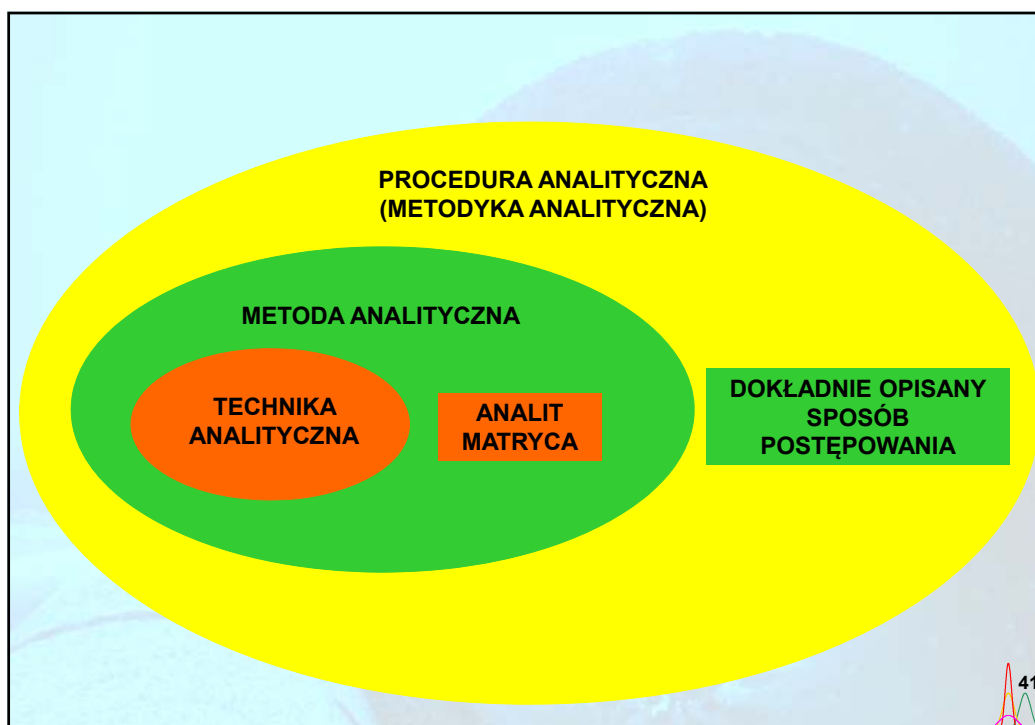 PROCEDURA ANALITYCZNA
(METODYKA ANALITYCZNA)
METODA ANALITYCZNA
TECHNIKA
ANALITYCZNA
ANALIT
MATRYCA
DOKŁADNIE OPISANY
SPOSÓB
POSTĘPOWANIA
41